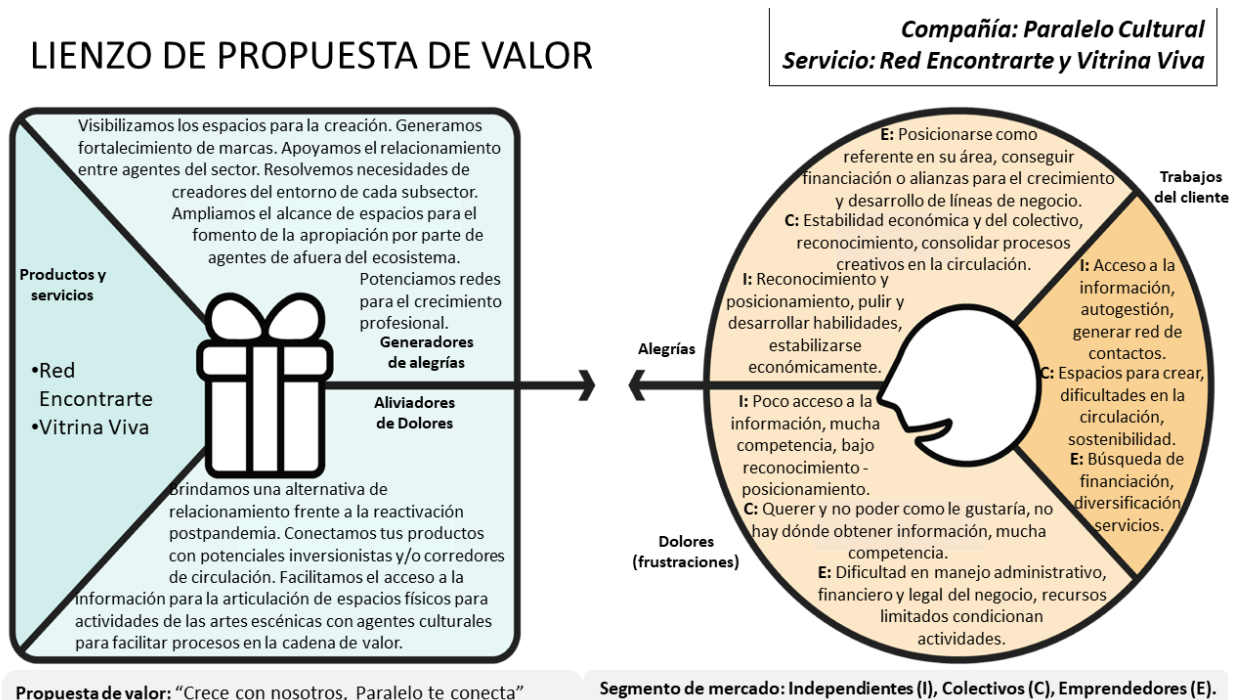 LIENZO DE PROPUESTA DE VALOR
Compañía: Paralelo Cultural
Servicio: Red Encontrarte y Vitrina Viva
Visibilizamos los espacios para la creación. Generamos
fortalecimiento de marcas. Apoyamos el relacionamiento
entre agentes del sector. Resolvemos necesidades de
creadores del entorno de cada subsector.
Ampliamos el alcance de espacios para el
fomento de la apropiación por parte de
agentes de afuera del ecosistema.
Potenciamos redes
para el crecimiento
profesional.
Generadores
de alegrías
Productos y
servicios
•Red
Encontrarte
•Vitrina Viva
Aliviadores
de Dolores
Brindamos una alternativa de
relacionamiento frente a la reactivación
postpandemia. Conectamos tus productos
con potenciales inversionistas y/o corredores
de circulación. Facilitamos el acceso a la
información para la articulación de espacios físicos para
actividades de las artes escénicas con agentes culturales
para facilitar procesos en la cadena de valor.
Propuesta de valor: “Crece con nosotros, Paralelo te conecta”
E: Posicionarse como
referente en su área, conseguir
financiación o alianzas para el crecimiento
y desarrollo de líneas de negocio.
C: Estabilidad económica y del colectivo,
reconocimiento, consolidar procesos
creativos en la circulación.
I: Reconocimiento y
posicionamiento, pulir y
desarrollar habilidades,
estabilizarse
económicamente.
Alegrías
Trabajos
del cliente
I: Acceso a la
información,
autogestión,
generar red de
contactos.
C: Espacios para crear,
dificultades en la
circulación,
sostenibilidad.
E: Búsqueda de
financiación,
diversificación
servicios.
I: Poco acceso a la
información, mucha
competencia, bajo
reconocimiento -
posicionamiento.
C: Querer y no poder como le gustaría, no
hay dónde obtener información, mucha
competencia.
E: Dificultad en manejo administrativo,
financiero y legal del negocio, recursos
limitados condicionan
actividades.
Dolores
(frustraciones)
Segmento de mercado: Independientes (I), Colectivos (C), Emprendedores (E).